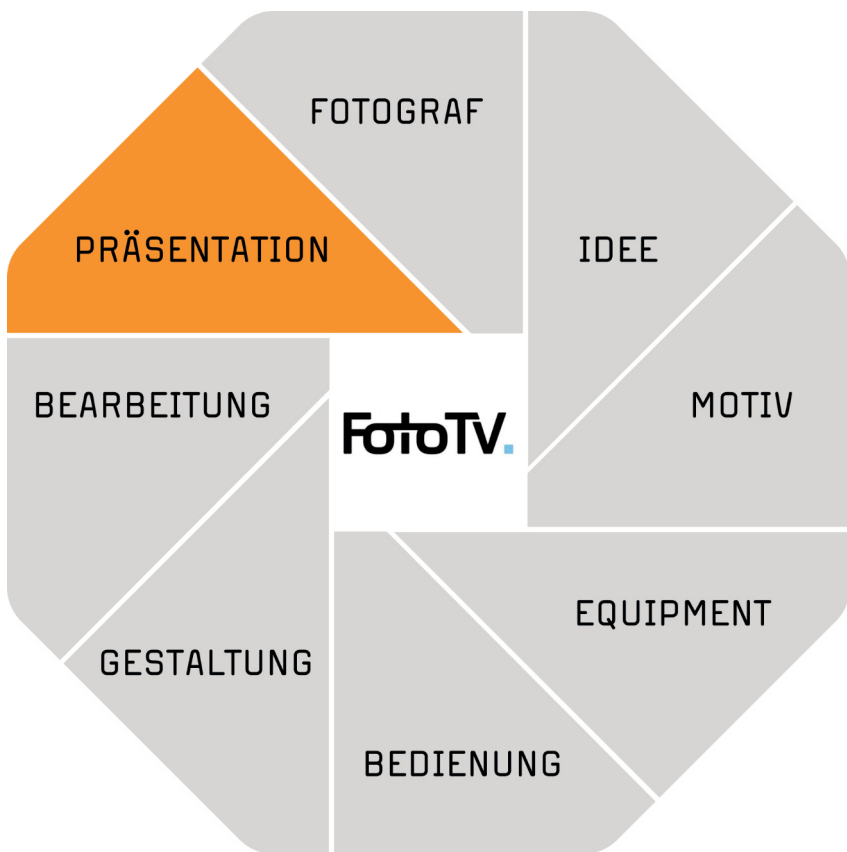 FOTOGRAF
PRÄSENTATION
IDEE
BEARBEITUNG
FotoTV.
MOTIV
EQUIPMENT
GESTALTUNG
BEDIENUNG